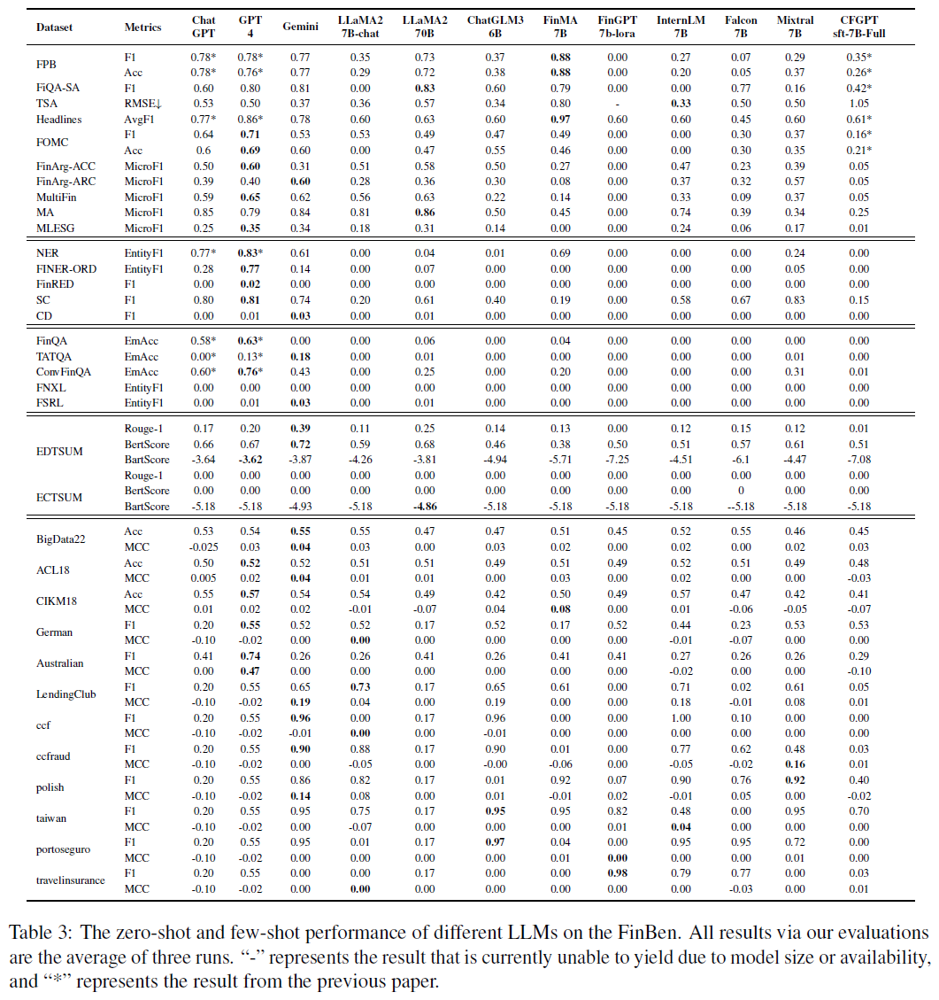 Dataset Metrics Chat GPT GPT 4 Gemini LLaMA2 7B-chat LLaMA2 70B ChatGLM3 6B FinMA 7B FinGPT 7b-lora InternLM 7B Falcon 7B Mixtral 7B CFGPT sft-7B-Full
FPB F1 0.78* 0.78* 0.77 0.35 0.73 0.37 0.88 0.00 0.27 0.07 0.29 0.35*
Acc 0.78* 0.76* 0.77 0.29 0.72 0.38 0.88 0.00 0.20 0.05 0.37 0.26*
FiQA-SA F1 0.60 0.80 0.81 0.00 0.83 0.60 0.79 0.00 0.00 0.77 0.16 0.42*
TSA RMSE↓ 0.53 0.50 0.37 0.36 0.57 0.34 0.80 - 0.33 0.50 0.50 1.05
Headlines AvgF1 0.77* 0.86* 0.78 0.60 0.63 0.60 0.97 0.60 0.60 0.45 0.60 0.61*
FOMC F1 0.64 0.71 0.53 0.53 0.49 0.47 0.49 0.00 0.00 0.30 0.37 0.16*
Acc 0.6 0.69 0.60 0.00 0.47 0.55 0.46 0.00 0.00 0.30 0.35 0.21*
FinArg-ACC MicroF1 0.50 0.60 0.31 0.51 0.58 0.50 0.27 0.00 0.47 0.23 0.39 0.05
FinArg-ARC MicroF1 0.39 0.40 0.60 0.28 0.36 0.30 0.08 0.00 0.37 0.32 0.57 0.05
MultiFin MicroF1 0.59 0.65 0.62 0.56 0.63 0.22 0.14 0.00 0.33 0.09 0.37 0.05
MA MicroF1 0.85 0.79 0.84 0.81 0.86 0.50 0.45 0.00 0.74 0.39 0.34 0.25
MLESG MicroF1 0.25 0.35 0.34 0.18 0.31 0.14 0.00 0.00 0.24 0.06 0.17 0.01
NER EntityF1 0.77* 0.83* 0.61 0.00 0.04 0.01 0.69 0.00 0.00 0.00 0.24 0.00
FINER-ORD EntityF1 0.28 0.77 0.14 0.00 0.07 0.00 0.00 0.00 0.00 0.00 0.05 0.00
FinRED F1 0.00 0.02 0.00 0.00 0.00 0.00 0.00 0.00 0.00 0.00 0.00 0.00
SC F1 0.80 0.81 0.74 0.20 0.61 0.40 0.19 0.00 0.58 0.67 0.83 0.15
CD F1 0.00 0.01 0.03 0.00 0.01 0.00 0.00 0.00 0.00 0.00 0.00 0.00
FinQA EmAcc 0.58* 0.63* 0.00 0.00 0.06 0.00 0.04 0.00 0.00 0.00 0.00 0.00
TATQA EmAcc 0.00* 0.13* 0.18 0.00 0.01 0.00 0.00 0.00 0.00 0.00 0.01 0.00
ConvFinQA EmAcc 0.60* 0.76* 0.43 0.00 0.25 0.00 0.20 0.00 0.00 0.00 0.31 0.01
FNXL EntityF1 0.00 0.00 0.00 0.00 0.00 0.00 0.00 0.00 0.00 0.00 0.00 0.00
FSRL EntityF1 0.00 0.01 0.03 0.00 0.01 0.00 0.00 0.00 0.00 0.00 0.00 0.00
EDTSUM Rouge-1 0.17 0.20 0.39 0.11 0.25 0.14 0.13 0.00 0.12 0.15 0.12 0.01
BertScore 0.66 0.67 0.72 0.59 0.68 0.46 0.38 0.50 0.51 0.57 0.61 0.51
BartScore -3.64 -3.62 -3.87 -4.26 -3.81 -4.94 -5.71 -7.25 -4.51 -6.1 -4.47 -7.08
ECTSUM Rouge-1 0.00 0.00 0.00 0.00 0.00 0.00 0.00 0.00 0.00 0.00 0.00 0.00
BertScore 0.00 0.00 0.00 0.00 0.00 0.00 0.00 0.00 0.00 0 0.00 0.00
BartScore -5.18 -5.18 -4.93 -5.18 -4.86 -5.18 -5.18 -5.18 -5.18 --5.18 -5.18 -5.18
BigData22 Acc 0.53 0.54 0.55 0.55 0.47 0.47 0.51 0.45 0.52 0.55 0.46 0.45
MCC -0.025 0.03 0.04 0.03 0.00 0.03 0.02 0.00 0.02 0.00 0.02 0.03
ACL18 Acc 0.50 0.52 0.52 0.51 0.51 0.49 0.51 0.49 0.52 0.51 0.49 0.48
MCC 0.005 0.02 0.04 0.01 0.01 0.00 0.03 0.00 0.02 0.00 0.00 -0.03
CIKM18 Acc 0.55 0.57 0.54 0.54 0.49 0.42 0.50 0.49 0.57 0.47 0.42 0.41
MCC 0.01 0.02 0.02 -0.01 -0.07 0.04 0.08 0.00 0.01 -0.06 -0.05 -0.07
German F1 0.20 0.55 0.52 0.52 0.17 0.52 0.17 0.52 0.44 0.23 0.53 0.53
MCC -0.10 -0.02 0.00 0.00 0.00 0.00 0.00 0.00 -0.01 -0.07 0.00 0.00
Australian F1 0.41 0.74 0.26 0.26 0.41 0.26 0.41 0.41 0.27 0.26 0.26 0.29
MCC 0.00 0.47 0.00 0.00 0.00 0.00 0.00 0.00 -0.02 0.00 0.00 -0.10
LendingClub F1 0.20 0.55 0.65 0.73 0.17 0.65 0.61 0.00 0.71 0.02 0.61 0.05
MCC -0.10 -0.02 0.19 0.04 0.00 0.19 0.00 0.00 0.18 -0.01 0.08 0.01
ccf F1 0.20 0.55 0.96 0.00 0.17 0.96 0.00 0.00 1.00 0.10 0.00 0.00
MCC -0.10 -0.02 -0.01 0.00 0.00 -0.01 0.00 0.00 0.00 0.00 0.00 0.00
ccfraud F1 0.20 0.55 0.90 0.88 0.17 0.90 0.01 0.00 0.77 0.62 0.48 0.03
MCC -0.10 -0.02 0.00 -0.05 0.00 -0.00 -0.06 0.00 -0.05 -0.02 0.16 0.01
polish F1 0.20 0.55 0.86 0.82 0.17 0.01 0.92 0.07 0.90 0.76 0.92 0.40
MCC -0.10 -0.02 0.14 0.08 0.00 0.01 -0.01 0.02 -0.01 0.05 0.00 -0.02
taiwan F1 0.20 0.55 0.95 0.75 0.17 0.95 0.95 0.82 0.48 0.00 0.95 0.70
MCC -0.10 -0.02 0.00 -0.07 0.00 0.00 0.00 0.01 0.04 0.00 0.00 0.00
portoseguro F1 0.20 0.55 0.95 0.01 0.17 0.97 0.04 0.00 0.95 0.95 0.72 0.00
MCC -0.10 -0.02 0.00 0.00 0.00 0.00 0.01 0.00 0.00 0.00 0.01 0.00
travelinsurance F1 0.20 0.55 0.00 0.00 0.17 0.00 0.00 0.98 0.79 0.77 0.00 0.03
MCC -0.10 -0.02 0.00 0.00 0.00 0.00 0.00 0.00 0.00 -0.03 0.00 0.01
Table 3: The zero-shot and few-shot performance of different LLMs on the FinBen. All results via our evaluations
are the average of three runs. “-” represents the result that is currently unable to yield due to model size or availability,
and “*” represents the result from the previous paper.